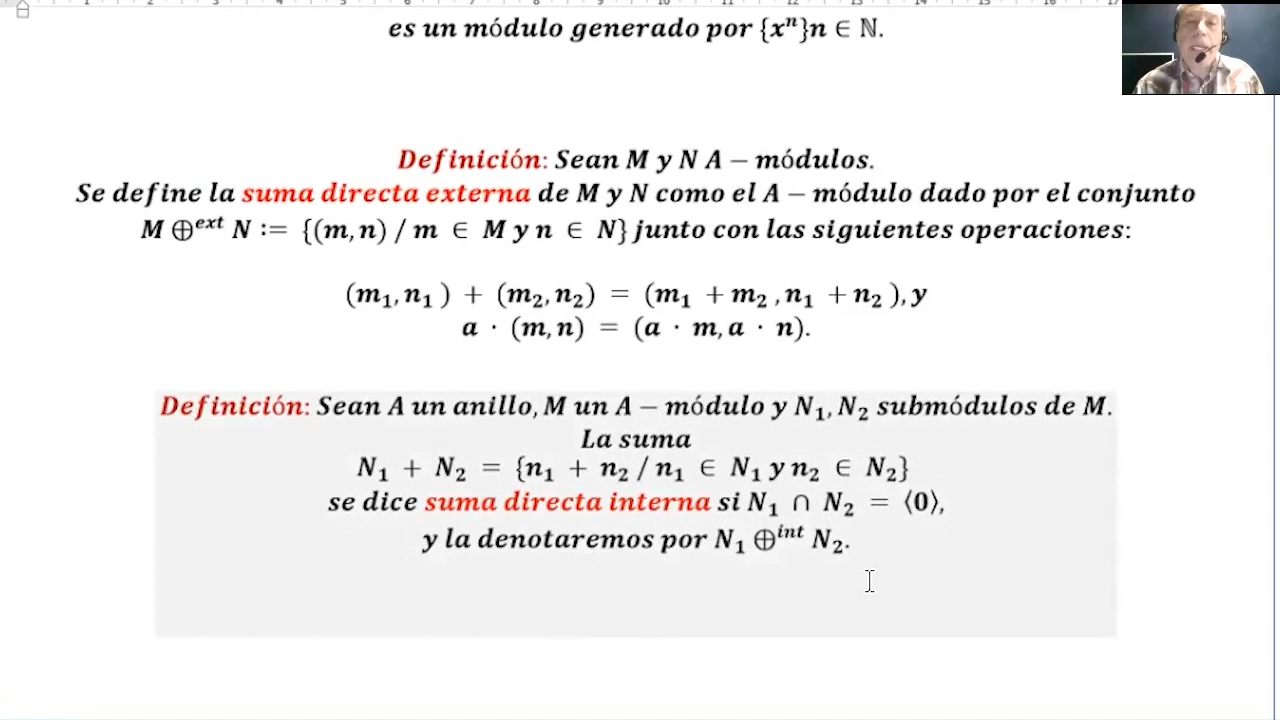 es un módulo generado por {xⁿ}n ∈ ℕ.
Definición: Sean M y N A − módulos.
Se define la suma directa externa de M y N como el A − módulo dado por el conjunto
M ⊕ᵉˣᵗ N := {(m, n) / m ∈ M y n ∈ N} junto con las siguientes operaciones:
(m₁, n₁ ) + (m₂, n₂) = (m₁ + m₂ , n₁ + n₂ ), y
a · (m, n) = (a · m, a · n).
Definición: Sean A un anillo, M un A − módulo y N₁, N₂ submódulos de M.
La suma
N₁ + N₂ = {n₁ + n₂ / n₁ ∈ N₁ y n₂ ∈ N₂}
se dice suma directa interna si N₁ ∩ N₂ = ⟨0⟩,
y la denotaremos por N₁ ⊕ⁱⁿᵗ N₂.